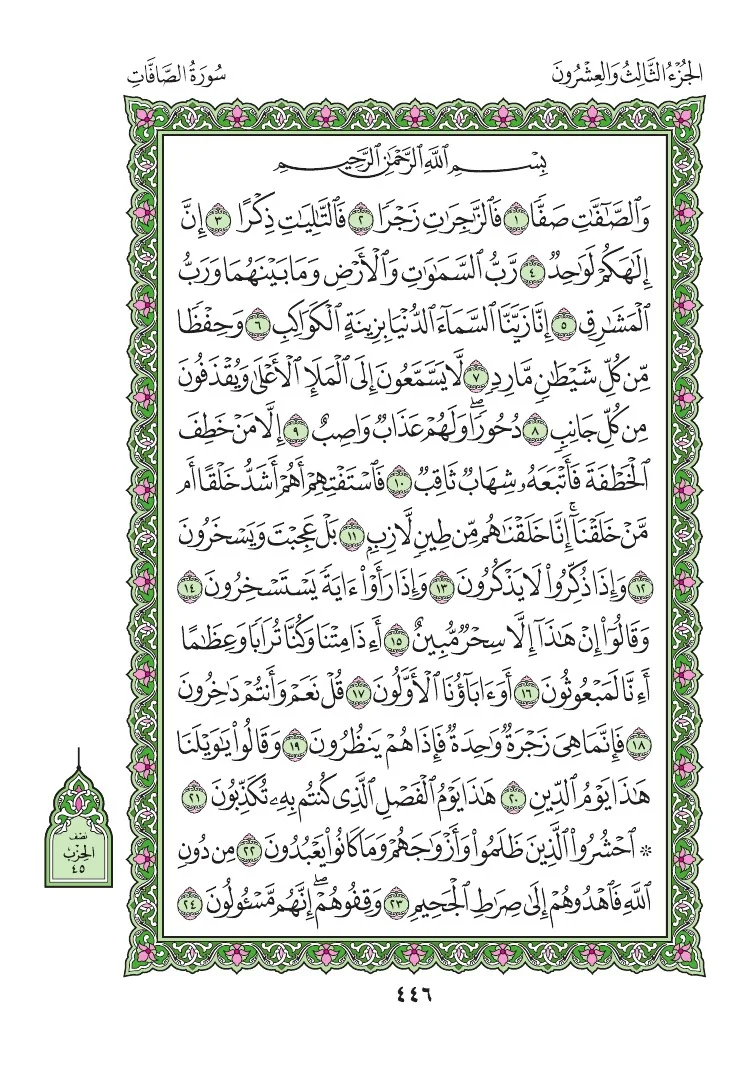 الجُزْءُ الثَّالِثُ وَالعِشْرُونَ
سُورَةُ الصَّافَّاتِ
بِسْمِ ٱللَّهِ ٱلرَّحْمَٰنِ ٱلرَّحِيمِ
وَٱلصَّٰٓفَّٰتِ صَفّٗا ١ فَٱلزَّٰجِرَٰتِ زَجۡرٗا ٢ فَٱلتَّٰلِيَٰتِ ذِكۡرًا ٣ إِنَّ
إِلَٰهَكُمۡ لَوَٰحِدٞ ٤ رَّبُّ ٱلسَّمَٰوَٰتِ وَٱلۡأَرۡضِ وَمَا بَيۡنَهُمَا وَرَبُّ
ٱلۡمَشَٰرِقِ ٥ إِنَّا زَيَّنَّا ٱلسَّمَآءَ ٱلدُّنۡيَا بِزِينَةٍ ٱلۡكَوَاكِبِ ٦ وَحِفۡظٗا
مِّن كُلِّ شَيۡطَٰنٖ مَّارِدٖ ٧ لَّا يَسَّمَّعُونَ إِلَى ٱلۡمَلَإِ ٱلۡأَعۡلَىٰ وَيُقۡذَفُونَ
مِن كُلِّ جَانِبٖ ٨ دُحُورٗاۖ وَلَهُمۡ عَذَابٞ وَاصِبٌ ٩ إِلَّا مَنۡ خَطِفَ
ٱلۡخَطۡفَةَ فَأَتۡبَعَهُۥ شِهَابٞ ثَاقِبٞ ١٠ فَٱسۡتَفۡتِهِمۡ أَهُمۡ أَشَدُّ خَلۡقًا أَم
مَّنۡ خَلَقۡنَآۚ إِنَّا خَلَقۡنَٰهُم مِّن طِينٖ لَّازِبِۭ ١١ بَلۡ عَجِبۡتَ وَيَسۡخَرُونَ
١٢ وَإِذَا ذُكِّرُواْ لَا يَذۡكُرُونَ ١٣ وَإِذَا رَأَوۡاْ ءَايَةٗ يَسۡتَسۡخِرُونَ ١٤
وَقَالُوٓاْ إِنۡ هَٰذَآ إِلَّا سِحۡرٞ مُّبِينٌ ١٥ أَءِذَا مِتۡنَا وَكُنَّا تُرَابٗا وَعِظَٰمًا
أَءِنَّا لَمَبۡعُوثُونَ ١٦ أَوَءَابَآؤُنَا ٱلۡأَوَّلُونَ ١٧ قُلۡ نَعَمۡ وَأَنتُمۡ دَٰخِرُونَ
١٨ فَإِنَّمَا هِيَ زَجۡرَةٞ وَٰحِدَةٞ فَإِذَا هُمۡ يَنظُرُونَ ١٩ وَقَالُواْ يَٰوَيۡلَنَا
هَٰذَا يَوۡمُ ٱلدِّينِ ٢٠ هَٰذَا يَوۡمُ ٱلۡفَصۡلِ ٱلَّذِي كُنتُم بِهِۦ تُكَذِّبُونَ ٢١
۞ ٱحۡشُرُواْ ٱلَّذِينَ ظَلَمُواْ وَأَزۡوَٰجَهُمۡ وَمَا كَانُواْ يَعۡبُدُونَ ٢٢ مِن دُونِ
ٱللَّهِ فَٱهۡدُوهُمۡ إِلَىٰ صِرَٰطِ ٱلۡجَحِيمِ ٢٣ وَقِفُوهُمۡۖ إِنَّهُم مَّسۡـُٔولُونَ ٢٤
نصف
الحزب
٤٥
٤٤٦